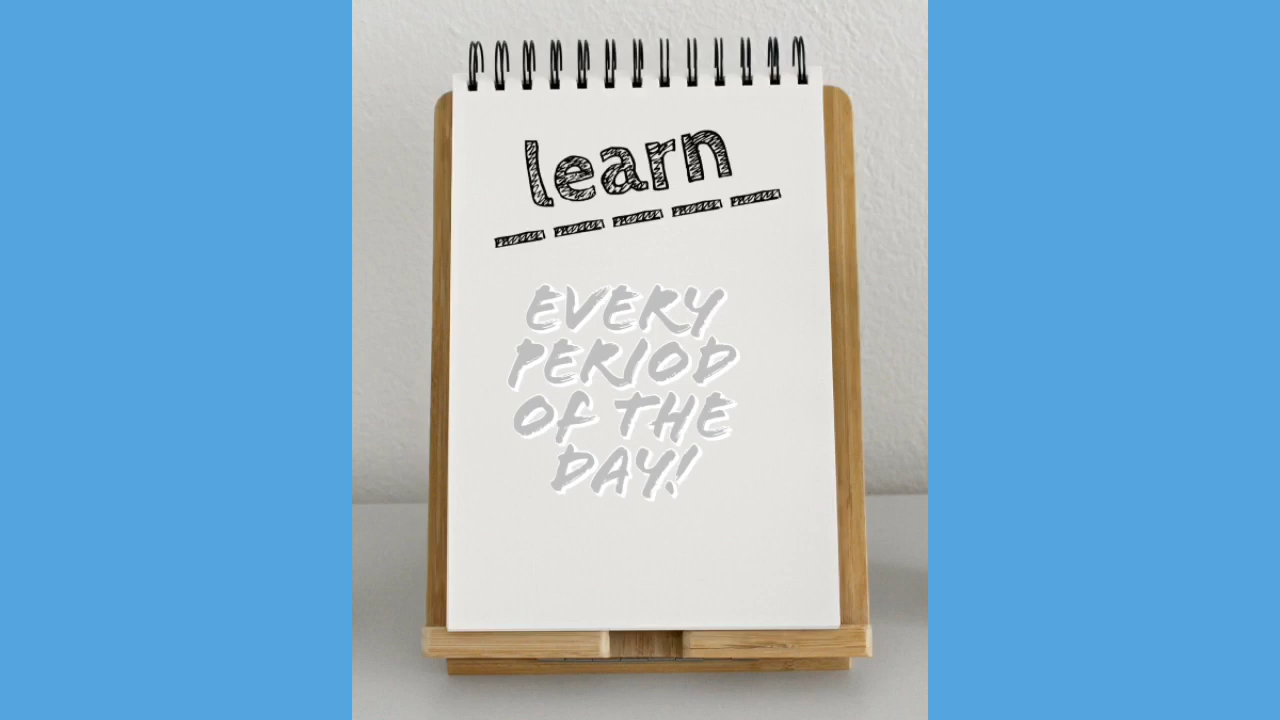 learn
_ _ _ _ _
EVERY
PERIOD
OF THE
DAY!